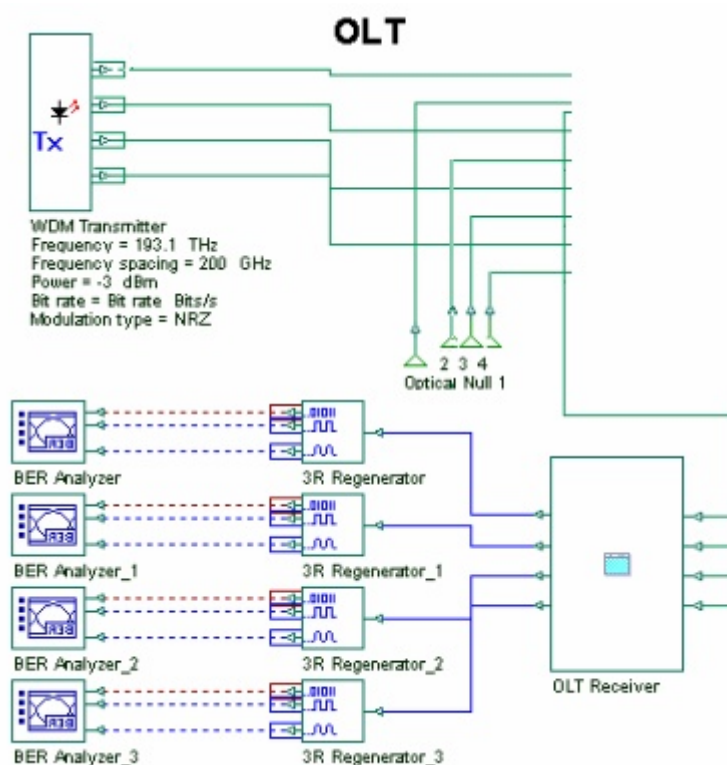 OLT
Tx
WDM Transmitter
Frequency = 193.1 THz
Frequency spacing = 200 GHz
Power = -3 dBm
Bit rate = Bit rate Bits/s
Modulation type = NRZ
2 3 4
Optical Null 1
BER Analyzer
3R Regenerator
BER Analyzer_1
3R Regenerator_1
BER Analyzer_2
3R Regenerator_2
OLT Receiver
BER Analyzer_3
3R Regenerator_3